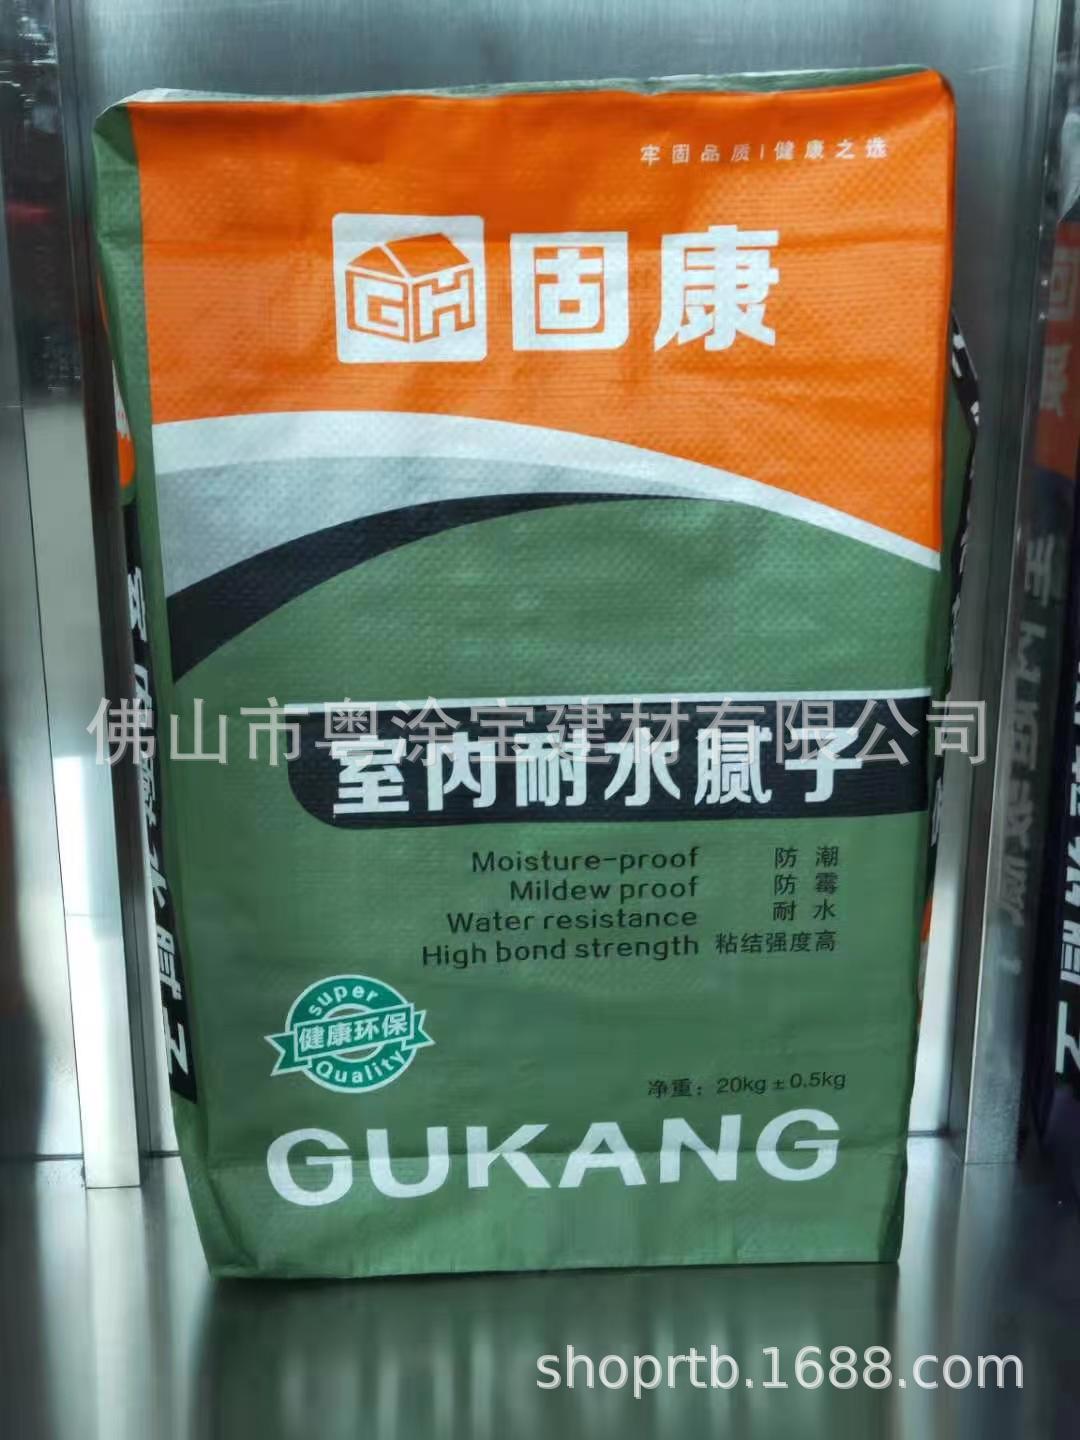 牢固品质|健康之选
GH 固康
佛山市粤涂宝建材有限公司
室内耐水腻子
Moisture-proof 防潮
Mildew proof 防霉
Water resistance 耐水
High bond strength 粘结强度高
super
健康环保
Quality
净重：20kg±0.5kg
GUKANG
shoprtb.1688.com